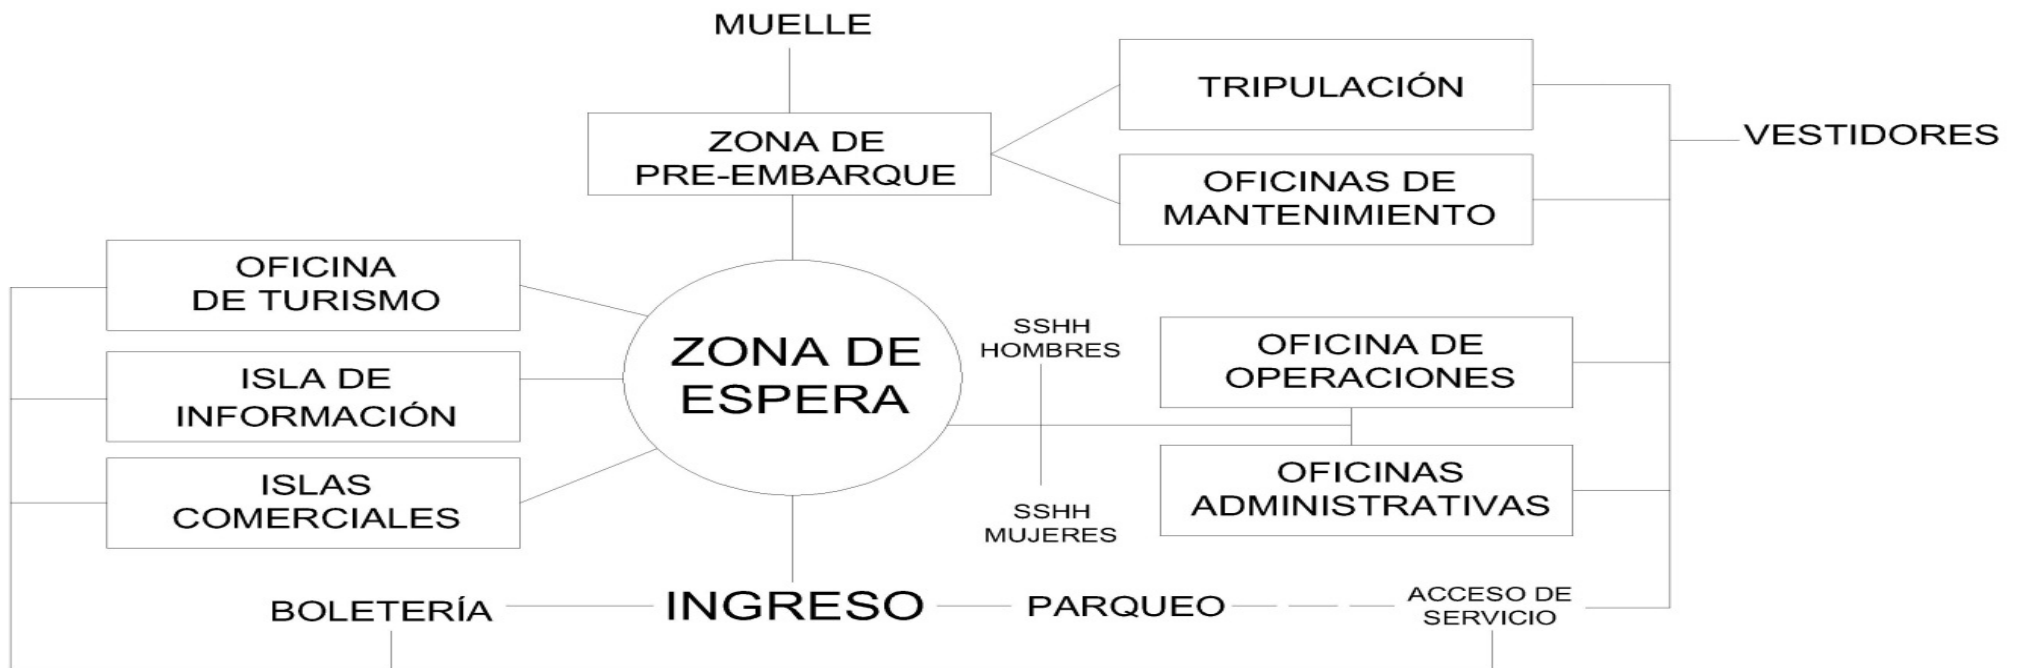 MUELLE
TRIPULACIÓN
VESTIDORES
ZONA DE
PRE-EMBARQUE
OFICINAS DE
MANTENIMIENTO
OFICINA
DE TURISMO
ZONA DE
ESPERA
SSHH
HOMBRES
OFICINA DE
OPERACIONES
ISLA DE
INFORMACIÓN
ISLAS
COMERCIALES
SSHH
MUJERES
OFICINAS
ADMINISTRATIVAS
BOLETERÍA
INGRESO
PARQUEO
ACCESO DE
SERVICIO